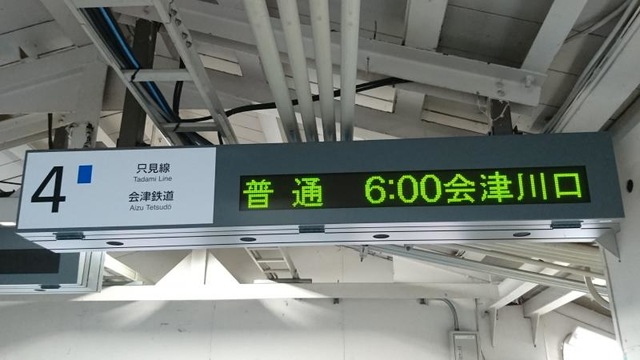 4
只見線
Tadami Line
会津鉄道
Aizu Tetsudō
普通 6:00会津川口